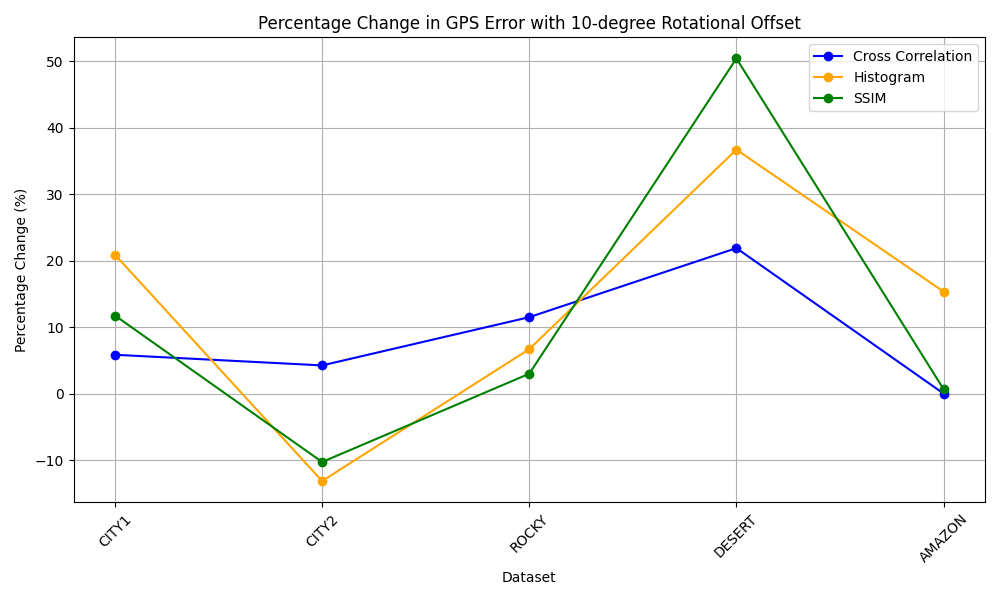 Percentage Change in GPS Error with 10-degree Rotational Offset
Cross Correlation
Histogram
SSIM
Percentage Change (%)
50
40
30
20
10
0
−10
CITY1
CITY2
ROCKY
DESERT
AMAZON
Dataset